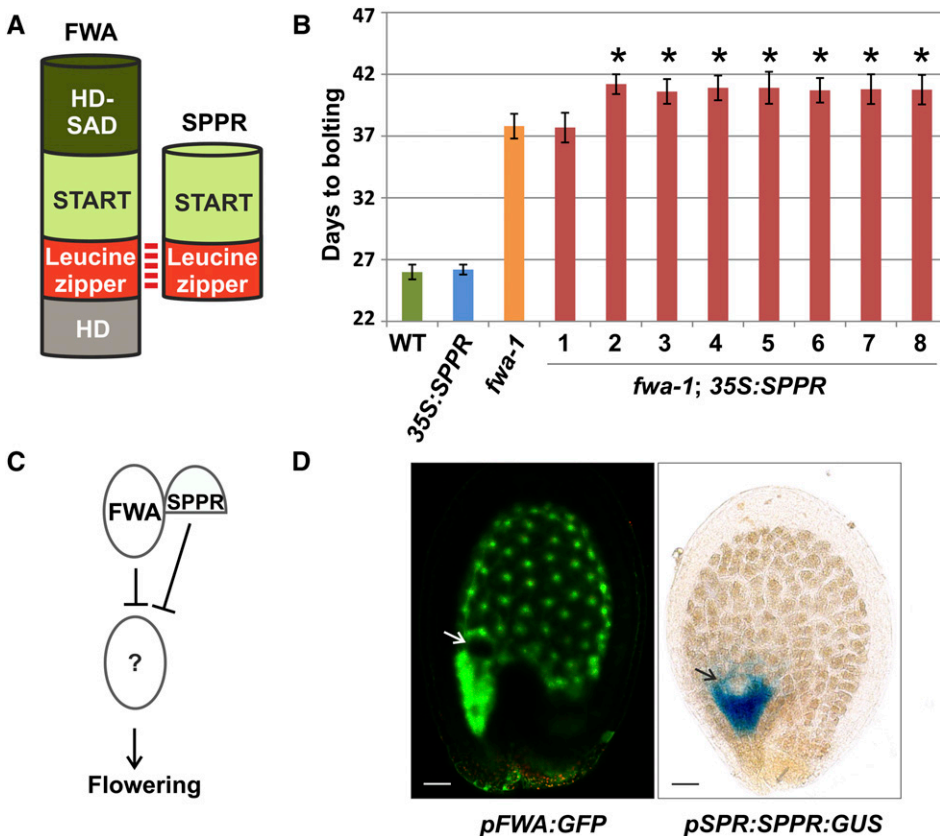 A
FWA
HD-
SAD
START
Leucine
zipper
HD
SPPR
START
Leucine
zipper
B
Days to bolting
47
42
37
32
27
22
* * * * * * *
WT
35S:SPPR
fwa-1
1 2 3 4 5 6 7 8
fwa-1; 35S:SPPR
C
FWA
SPPR
?
Flowering
D
pFWA:GFP
pSPR:SPPR:GUS